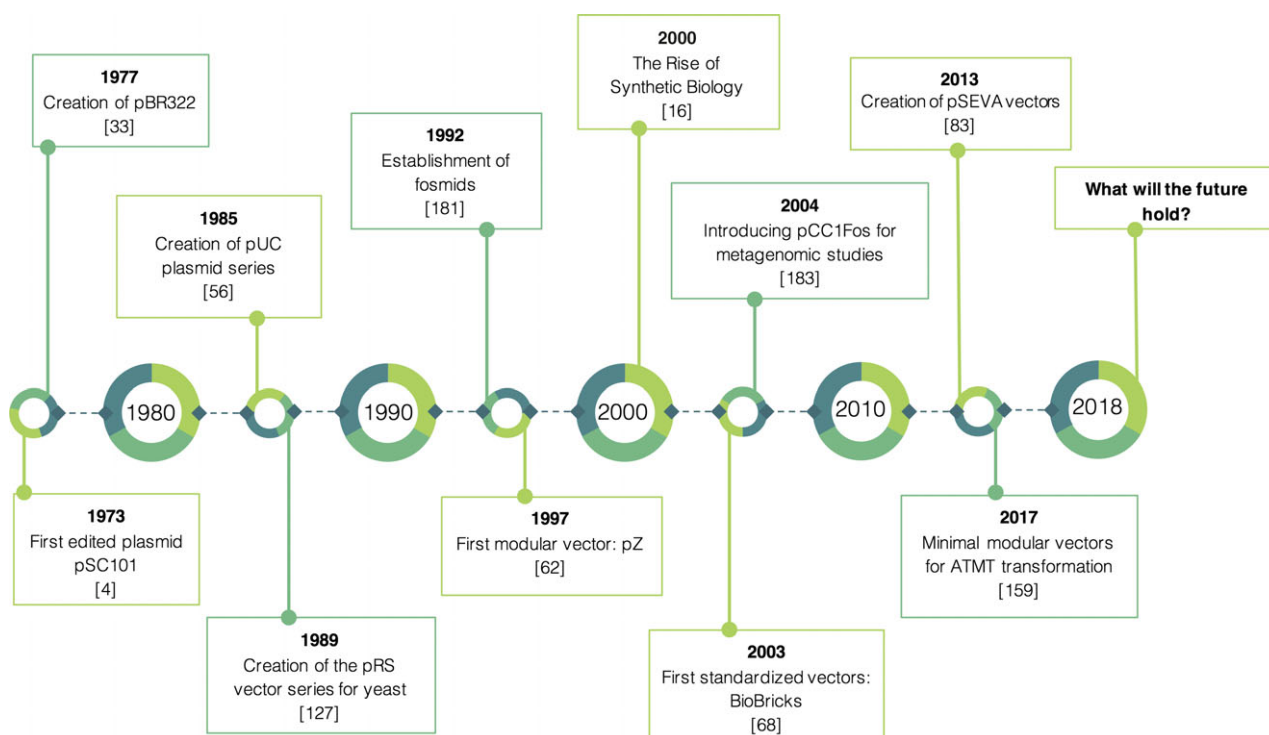 1977
Creation of pBR322
[33]
1985
Creation of pUC
plasmid series
[56]
1992
Establishment of
fosmids
[181]
2000
The Rise of
Synthetic Biology
[16]
2004
Introducing pCC1Fos for
metagenomic studies
[183]
2013
Creation of pSEVA vectors
[83]
What will the future
hold?
1980
1990
2000
2010
2018
1973
First edited plasmid
pSC101
[4]
1989
Creation of the pRS
vector series for yeast
[127]
1997
First modular vector: pZ
[62]
2003
First standardized vectors:
BioBricks
[68]
2017
Minimal modular vectors
for ATMT transformation
[159]